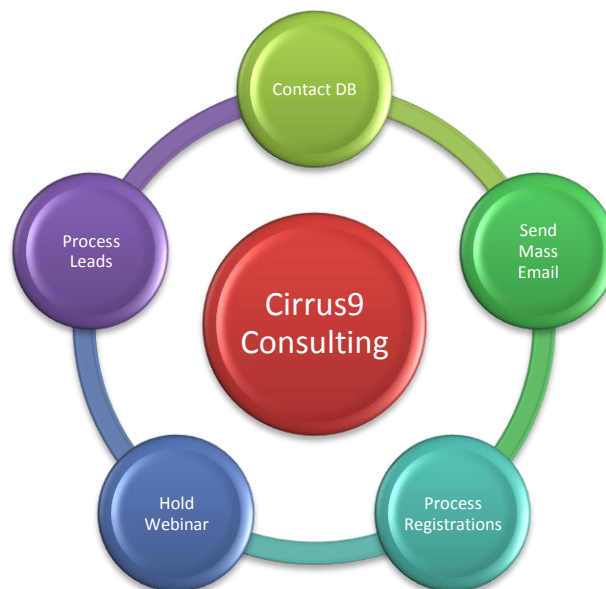 Contact DB
Send
Mass
Email
Process
Registrations
Hold
Webinar
Process
Leads
Cirrus9
Consulting